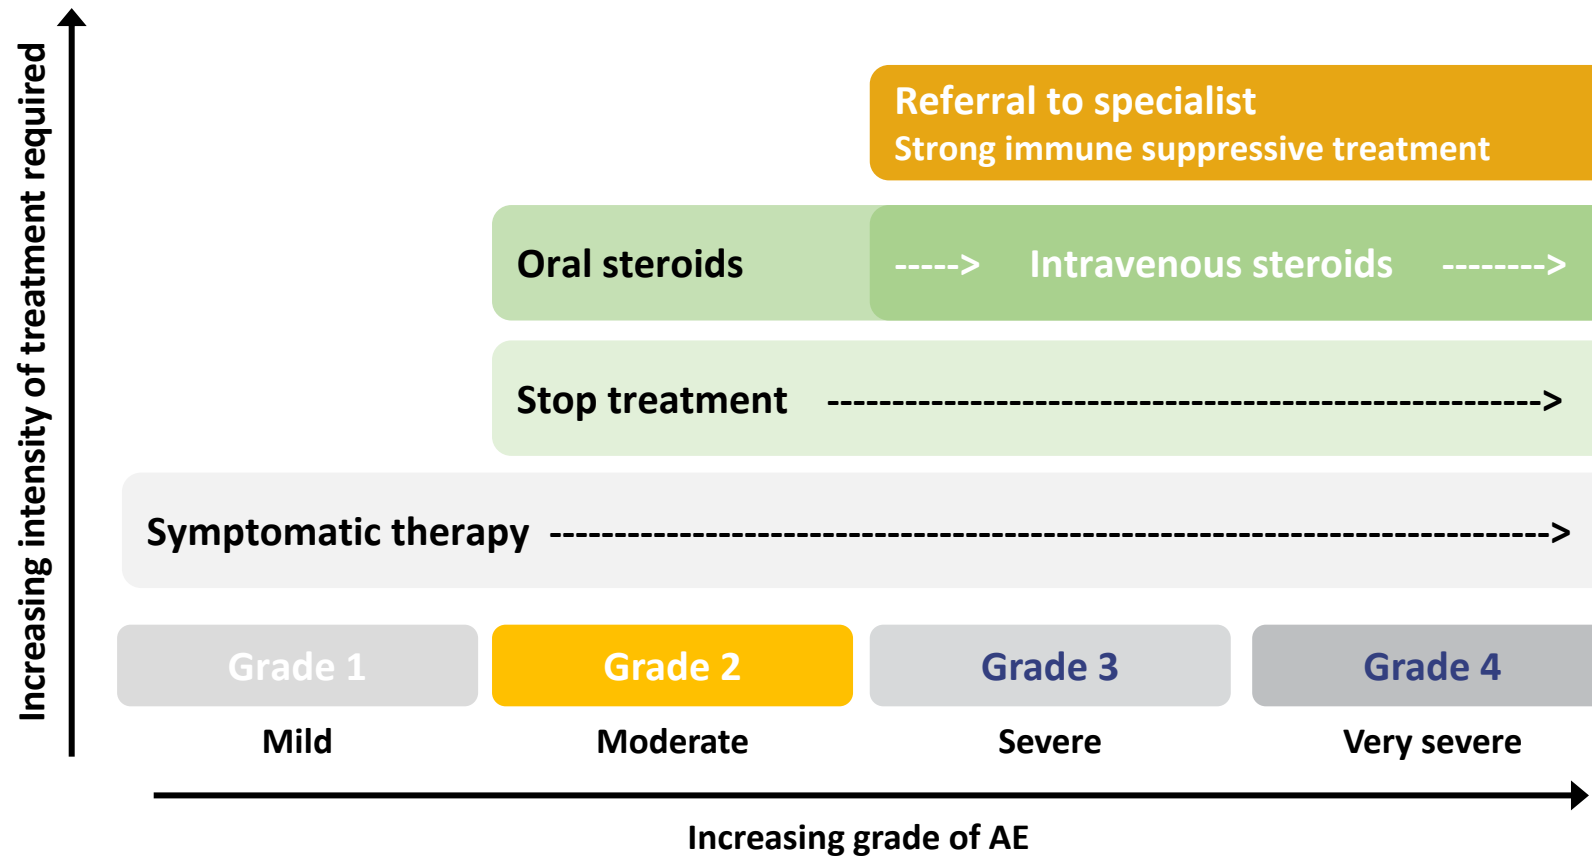 Increasing intensity of treatment required
Referral to specialist
Strong immune suppressive treatment
Oral steroids -----> Intravenous steroids -------->
Stop treatment ------------------------------------------------------->
Symptomatic therapy ----------------------------------------------------------------------------->
Grade 1 Grade 2 Grade 3 Grade 4
Mild Moderate Severe Very severe
Increasing grade of AE